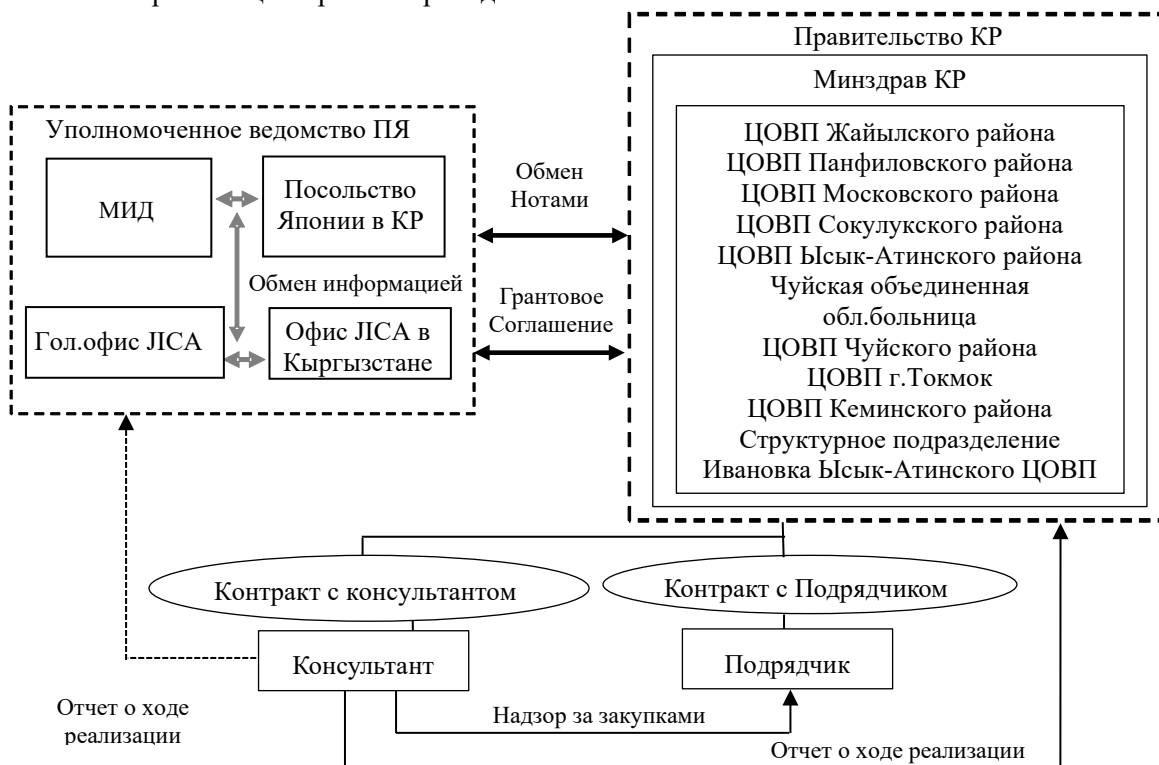 Правительство КР
Минздрав КР
ЦОВП Жайылского района
ЦОВП Панфиловского района
ЦОВП Московского района
ЦОВП Сокулукского района
ЦОВП Ысык-Атинского района
Чуйская объединенная
обл.больница
ЦОВП Чуйского района
ЦОВП г.Токмок
ЦОВП Кеминского района
Структурное подразделение
Ивановка Ысык-Атинского ЦОВП
Уполномоченное ведомство ПЯ
МИД
Посольство
Японии в КР
Обмен информацией
Гол.офис JICA
Офис JICA в
Кыргызстане
Обмен
Нотами
Грантовое
Соглашение
Контракт с консультантом
Контракт с Подрядчиком
Консультант
Подрядчик
Отчет о ходе
реализации
Надзор за закупками
Отчет о ходе реализации